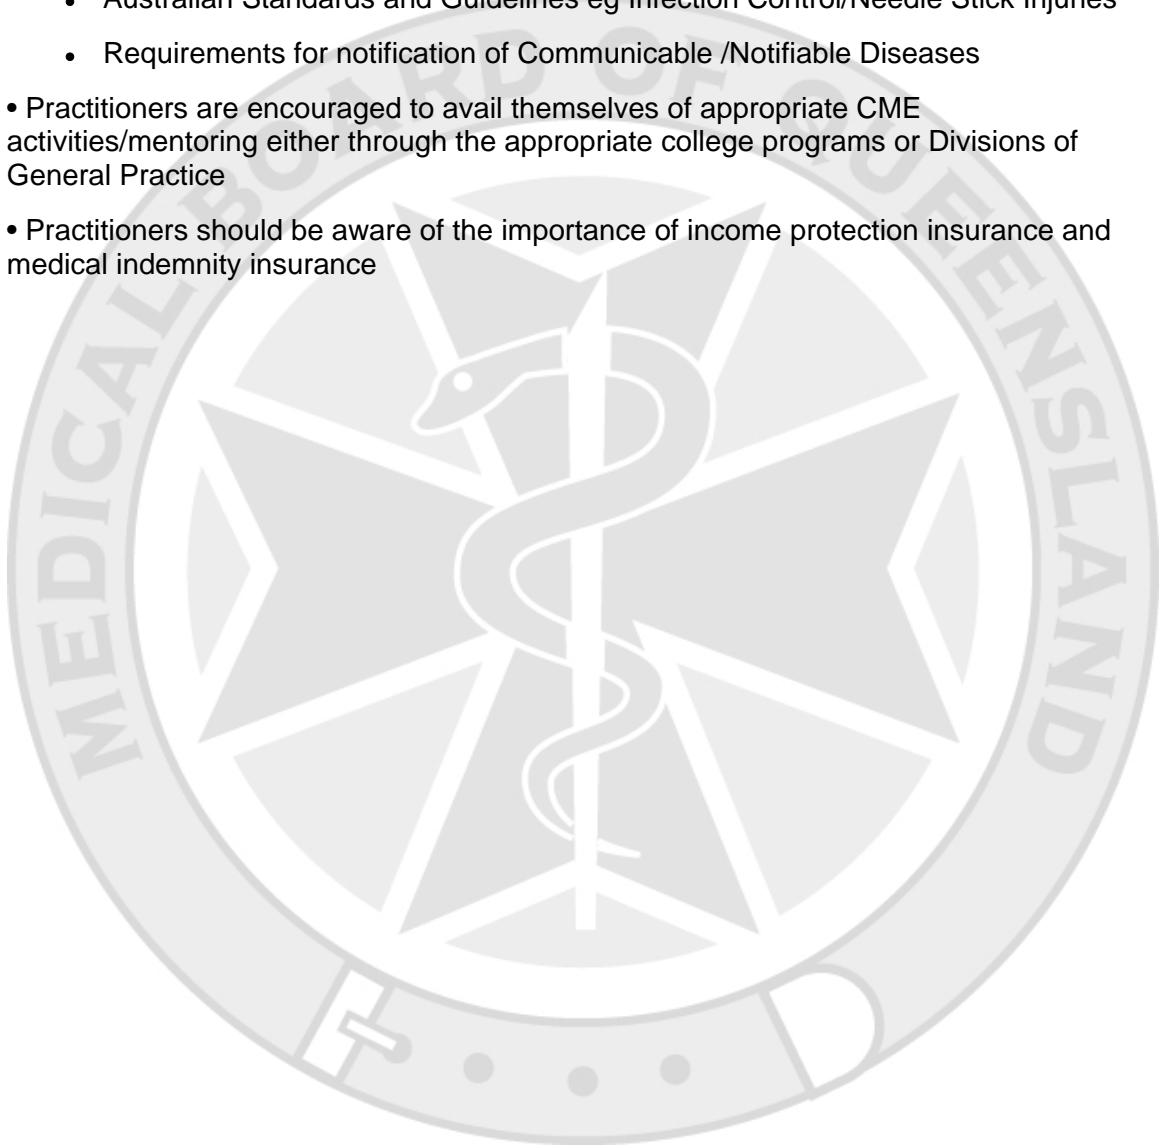 • Australian Standards and Guidelines eg Infection Control/Needle Stick Injuries
• Requirements for notification of Communicable /Notifiable Diseases
• Practitioners are encouraged to avail themselves of appropriate CME
activities/mentoring either through the appropriate college programs or Divisions of
General Practice
• Practitioners should be aware of the importance of income protection insurance and
medical indemnity insurance
MEDICAL BOARD OF QUEENSLAND